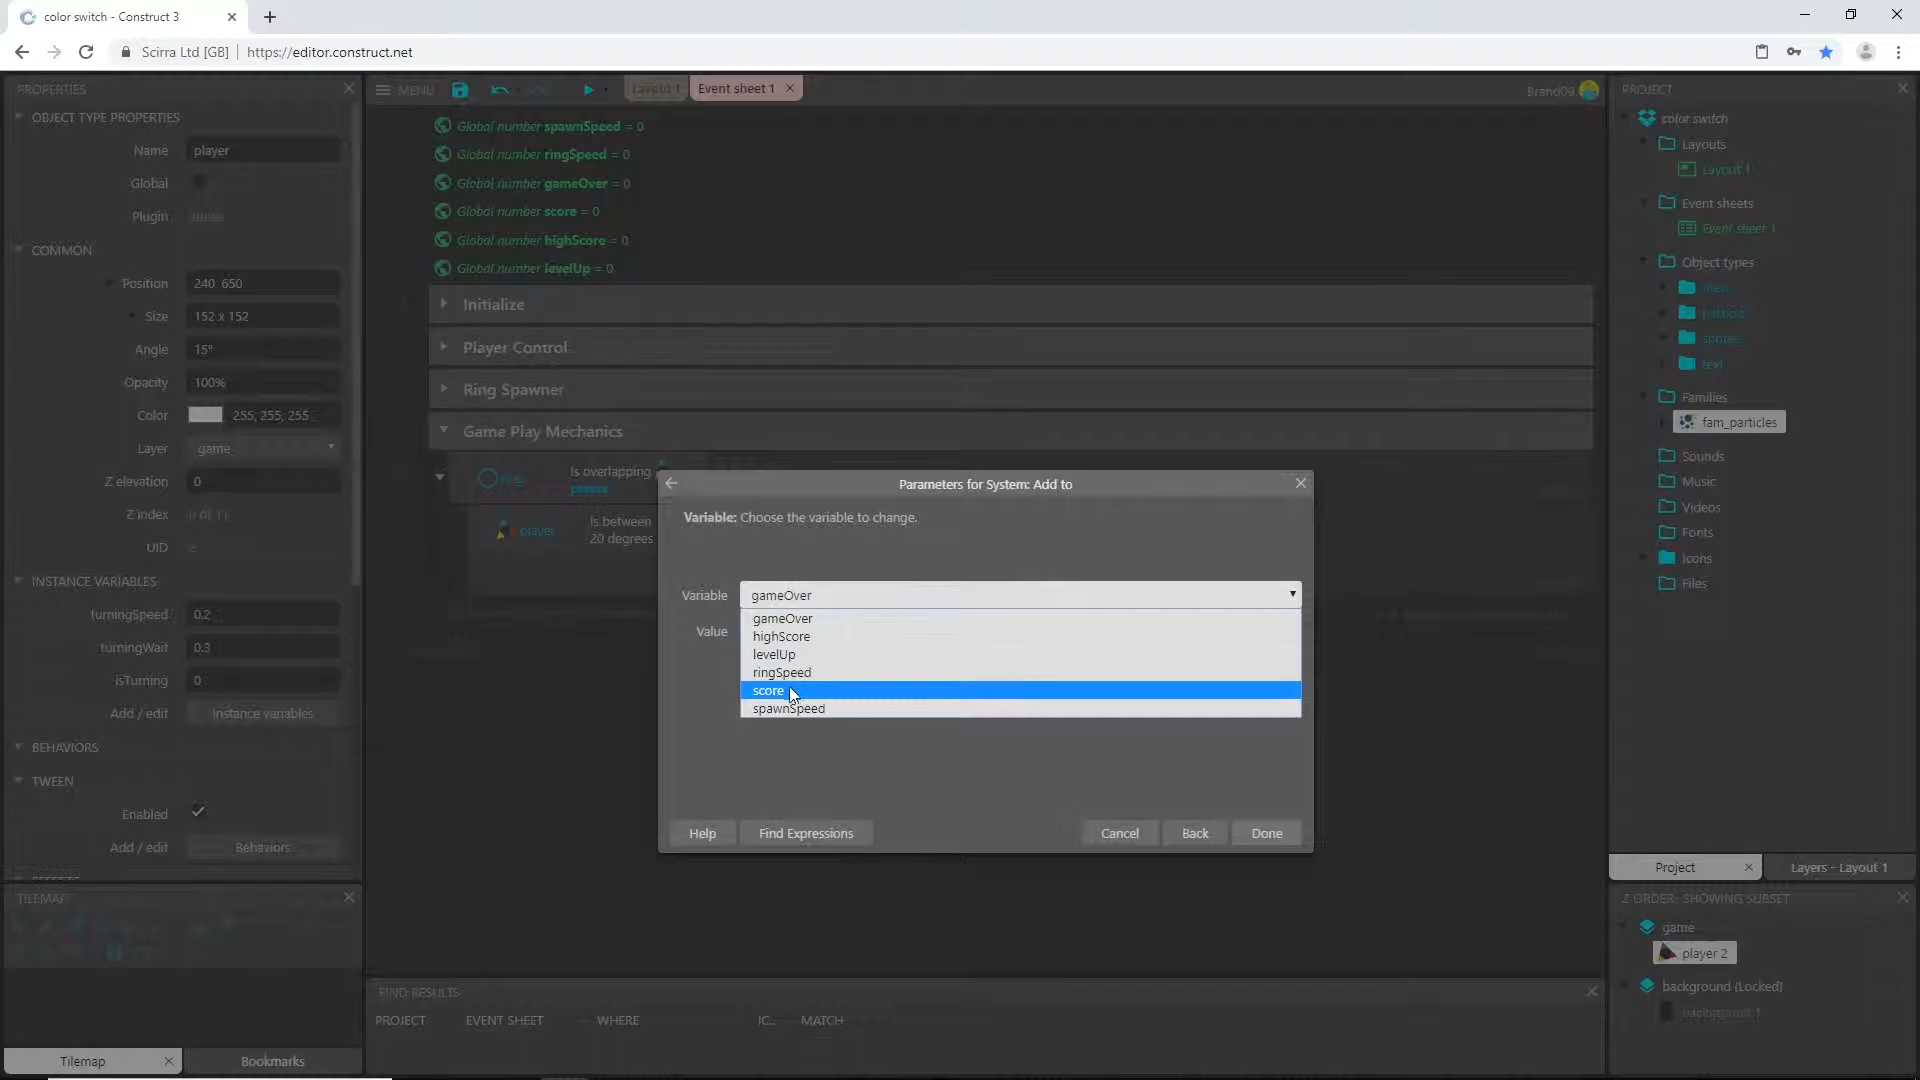 color switch - Construct 3
Scirra Ltd [GB] | https://editor.construct.net
PROPERTIES
OBJECT TYPE PROPERTIES
Name player
Global
Plugin
COMMON
Position 240, 650
Size 152 x 152
Angle 15°
Opacity 100%
Color 255, 255, 255
Layer game
Z elevation 0
Z index
UID
INSTANCE VARIABLES
turningSpeed 0.2
turningWait 0.3
isTurning 0
Add / edit Instance variables
BEHAVIORS
TWEEN
Enabled
Add / edit Behaviors
EFFECTS
TILEMAP
Tilemap
Bookmarks
MENU
Layout 1
Event sheet 1
Brand09
Global number spawnSpeed = 0
Global number ringSpeed = 0
Global number gameOver = 0
Global number score = 0
Global number highScore = 0
Global number levelUp = 0
Initialize
Player Control
Ring Spawner
Game Play Mechanics
Is overlapping
player
Is between
20 degrees
Parameters for System: Add to
Variable: Choose the variable to change.
Variable gameOver
Value
gameOver
highScore
levelUp
ringSpeed
score
spawnSpeed
Help
Find Expressions
Cancel
Back
Done
FIND RESULTS
PROJECT EVENT SHEET WHERE IC... MATCH
PROJECT
color switch
Layouts
Layout 1
Event sheets
Event sheet 1
Object types
text
Families
fam_particles
Sounds
Music
Videos
Fonts
Icons
Files
Project
Layers - Layout 1
Z ORDER - SHOWING SUBSET
game
player 2
background (Locked)
background 1